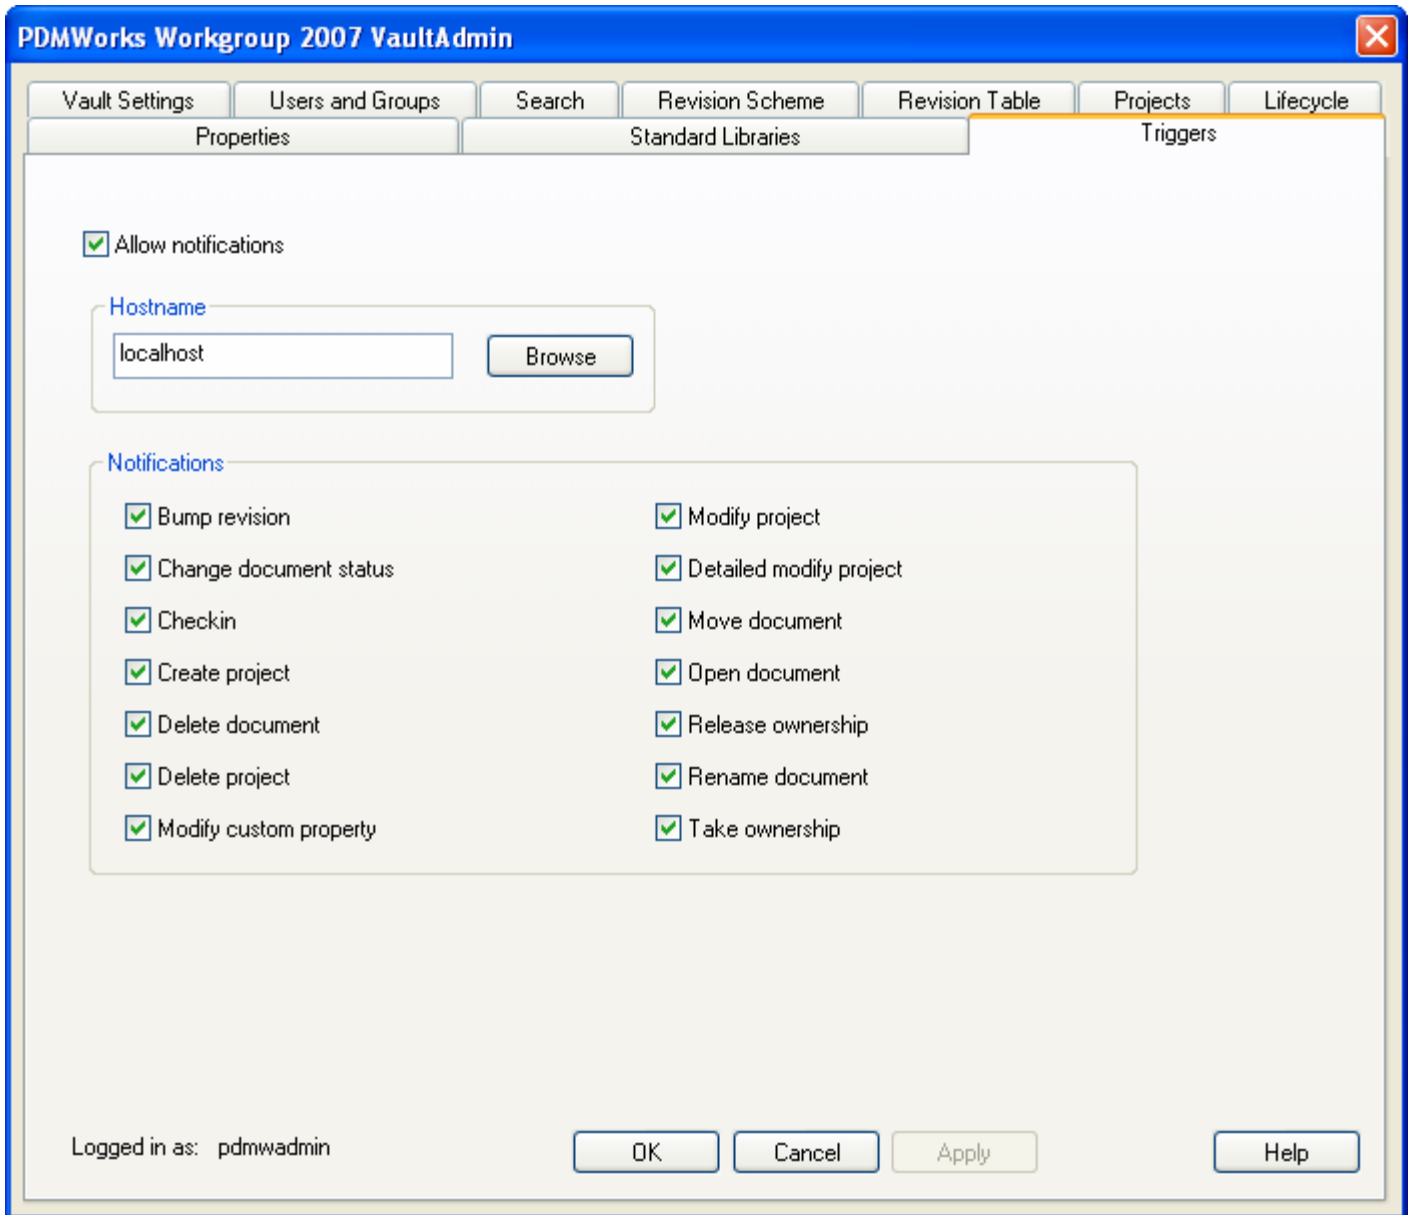 PDMWorks Workgroup 2007 VaultAdmin
Vault Settings Users and Groups Search Revision Scheme Revision Table Projects Lifecycle
Properties Standard Libraries Triggers
Allow notifications
Hostname
localhost Browse
Notifications
Bump revision Modify project
Change document status Detailed modify project
Checkin Move document
Create project Open document
Delete document Release ownership
Delete project Rename document
Modify custom property Take ownership
Logged in as: pdmwadmin OK Cancel Apply Help